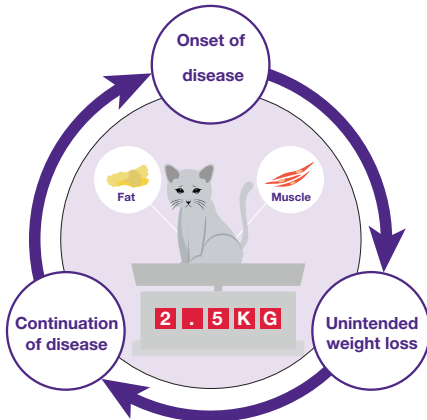 Onset of
disease
Fat
Muscle
2.5KG
Continuation
of disease
Unintended
weight loss